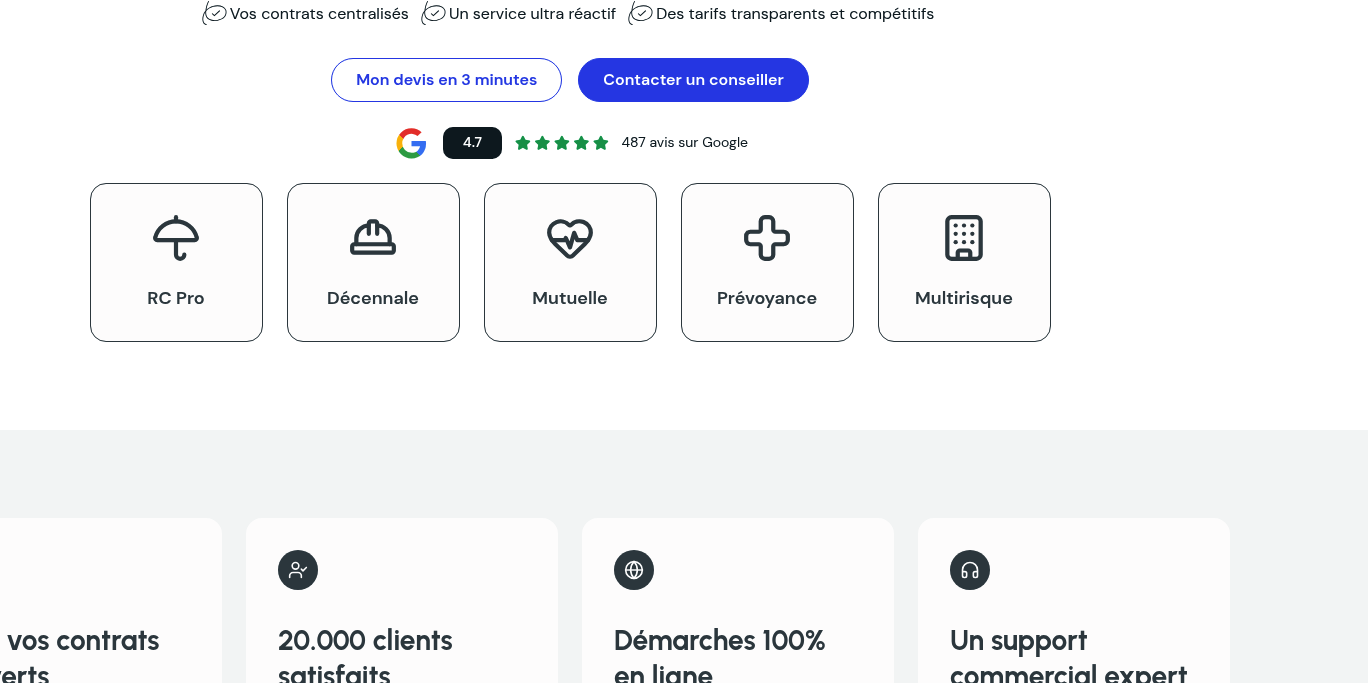 Vos contrats centralisés Un service ultra réactif Des tarifs transparents et compétitifs
Mon devis en 3 minutes Contacter un conseiller
4.7 487 avis sur Google
RC Pro Décennale Mutuelle Prévoyance Multirisque
vos contrats
20.000 clients
satisfaits
Démarches 100%
en ligne
Un support
commercial expert